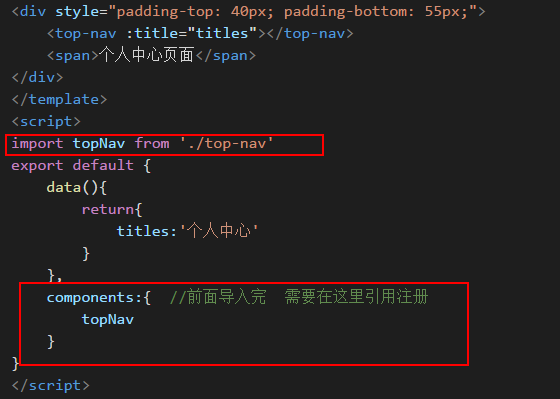 <div style="padding-top: 40px; padding-bottom: 55px;">
<top-nav :title="titles"></top-nav>
<span>个人中心页面</span>
</div>
</template>
<script>
import topNav from './top-nav'
export default {
data(){
return{
titles:'个人中心'
}
},
components:{  //前面导入完  需要在这里引用注册
topNav
}
}
</script>